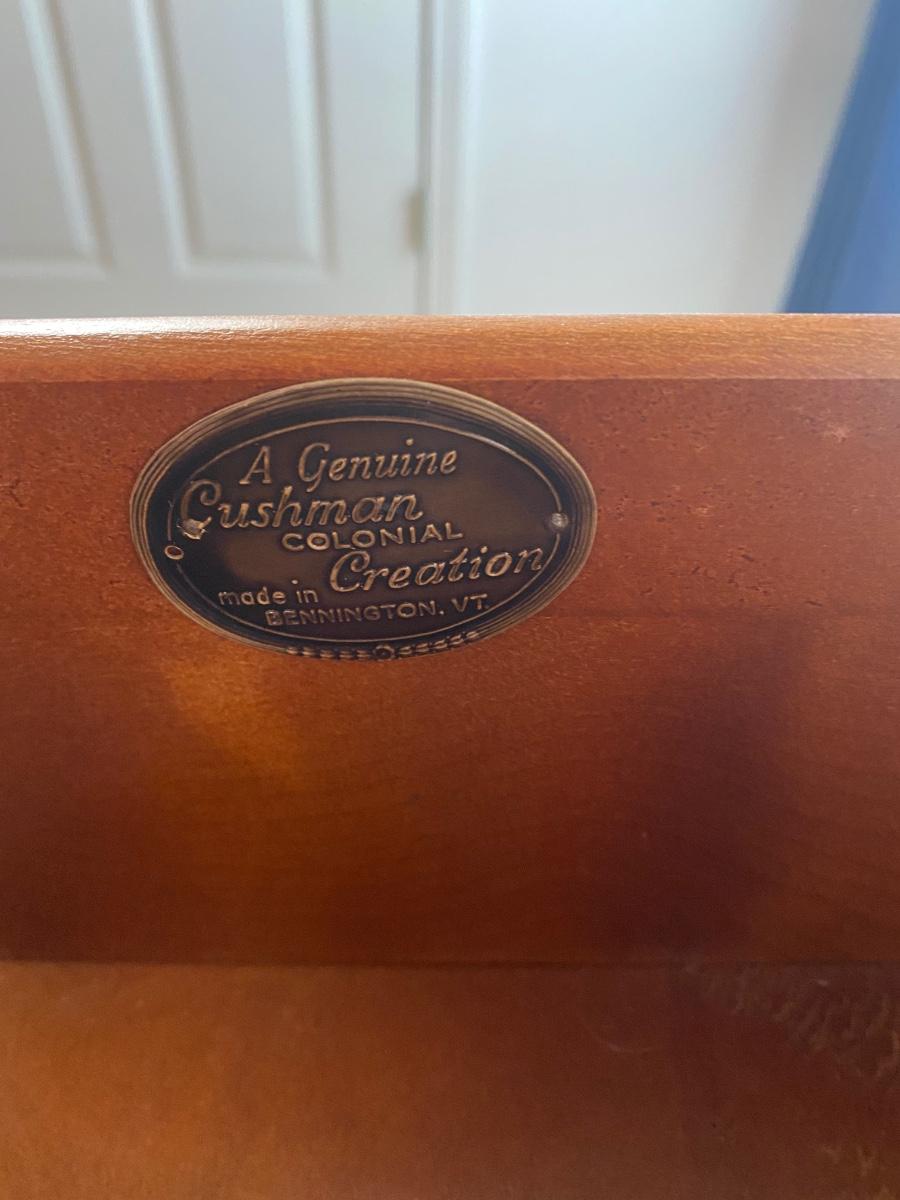 A Genuine
Cushman
COLONIAL
Creation
made in
BENNINGTON, VT.